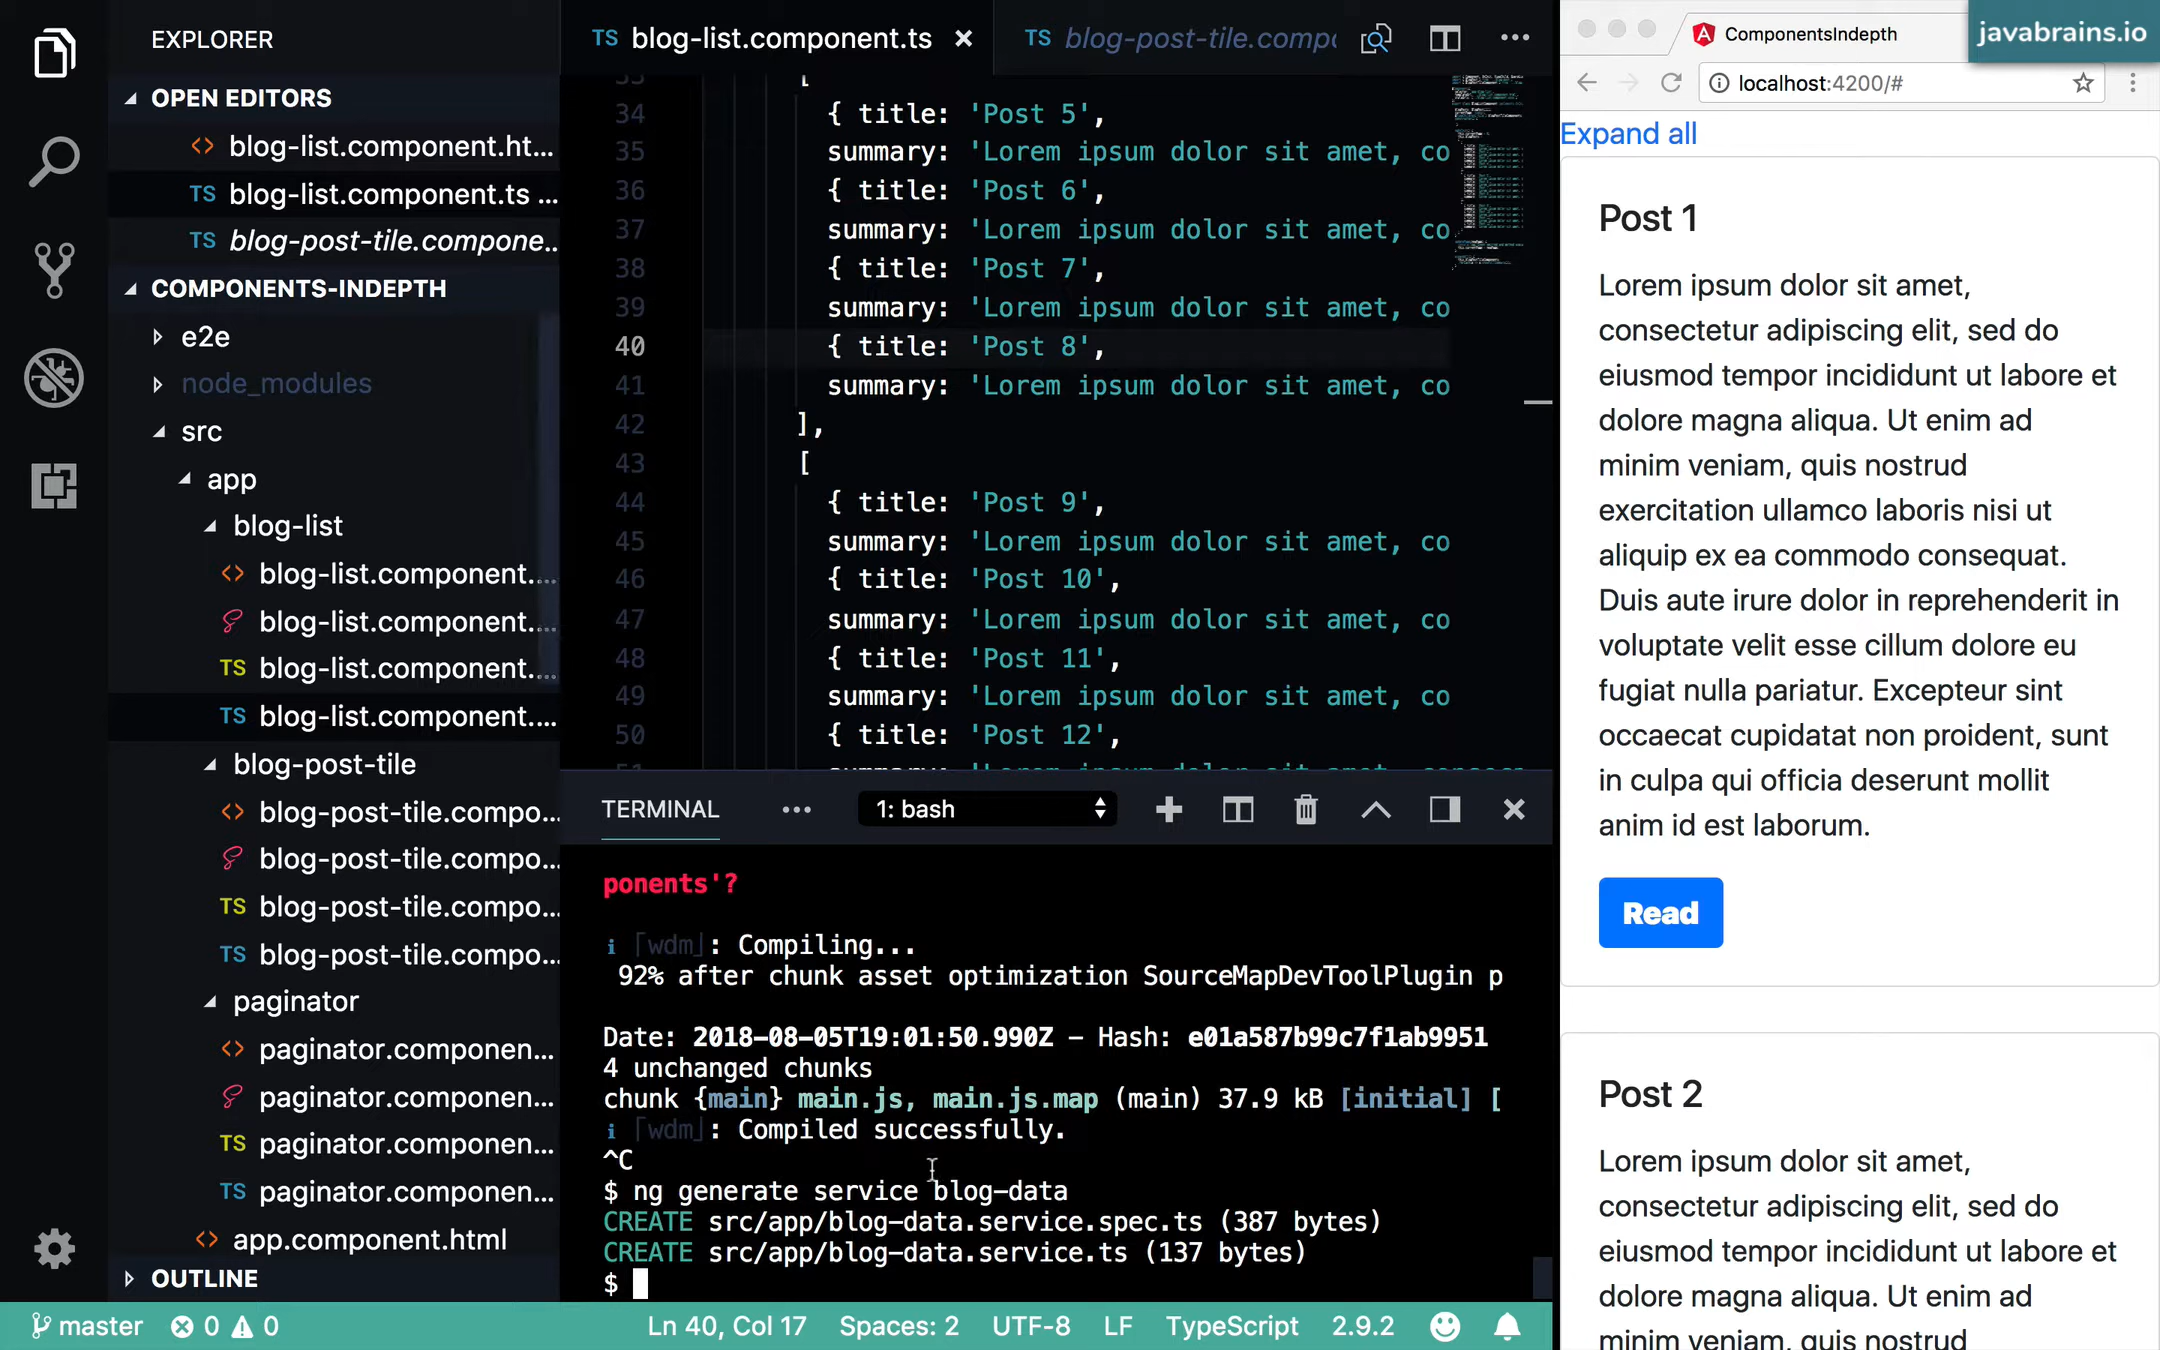 EXPLORER
OPEN EDITORS
<> blog-list.component.ht...
TS blog-list.component.ts ...
TS blog-post-tile.compone...
COMPONENTS-INDEPTH
e2e
node_modules
src
app
blog-list
<> blog-list.component....
blog-list.component....
TS blog-list.component....
TS blog-list.component....
blog-post-tile
<> blog-post-tile.compo...
blog-post-tile.compo...
TS blog-post-tile.compo...
TS blog-post-tile.compo...
paginator
<> paginator.componen...
paginator.componen...
TS paginator.componen...
TS paginator.componen...
<> app.component.html
OUTLINE
TS blog-list.component.ts
TS blog-post-tile.compo
33 [
34 { title: 'Post 5',
35 summary: 'Lorem ipsum dolor sit amet, co
36 { title: 'Post 6',
37 summary: 'Lorem ipsum dolor sit amet, co
38 { title: 'Post 7',
39 summary: 'Lorem ipsum dolor sit amet, co
40 { title: 'Post 8',
41 summary: 'Lorem ipsum dolor sit amet, co
42 ],
43 [
44 { title: 'Post 9',
45 summary: 'Lorem ipsum dolor sit amet, co
46 { title: 'Post 10',
47 summary: 'Lorem ipsum dolor sit amet, co
48 { title: 'Post 11',
49 summary: 'Lorem ipsum dolor sit amet, co
50 { title: 'Post 12',
51 summary: 'Lorem ipsum dolor sit amet, consec
TERMINAL ... 1: bash
ponents'?
i ｢wdm｣: Compiling...
92% after chunk asset optimization SourceMapDevToolPlugin p
Date: 2018-08-05T19:01:50.990Z - Hash: e01a587b99c7f1ab9951
4 unchanged chunks
chunk {main} main.js, main.js.map (main) 37.9 kB [initial] [
i ｢wdm｣: Compiled successfully.
^C
$ ng generate service blog-data
CREATE src/app/blog-data.service.spec.ts (387 bytes)
CREATE src/app/blog-data.service.ts (137 bytes)
$
master 0 0 Ln 40, Col 17 Spaces: 2 UTF-8 LF TypeScript 2.9.2
ComponentsIndepth
javabrains.io
localhost:4200/#
Expand all
Post 1
Lorem ipsum dolor sit amet,
consectetur adipiscing elit, sed do
eiusmod tempor incididunt ut labore et
dolore magna aliqua. Ut enim ad
minim veniam, quis nostrud
exercitation ullamco laboris nisi ut
aliquip ex ea commodo consequat.
Duis aute irure dolor in reprehenderit in
voluptate velit esse cillum dolore eu
fugiat nulla pariatur. Excepteur sint
occaecat cupidatat non proident, sunt
in culpa qui officia deserunt mollit
anim id est laborum.
Read
Post 2
Lorem ipsum dolor sit amet,
consectetur adipiscing elit, sed do
eiusmod tempor incididunt ut labore et
dolore magna aliqua. Ut enim ad
minim veniam, quis nostrud